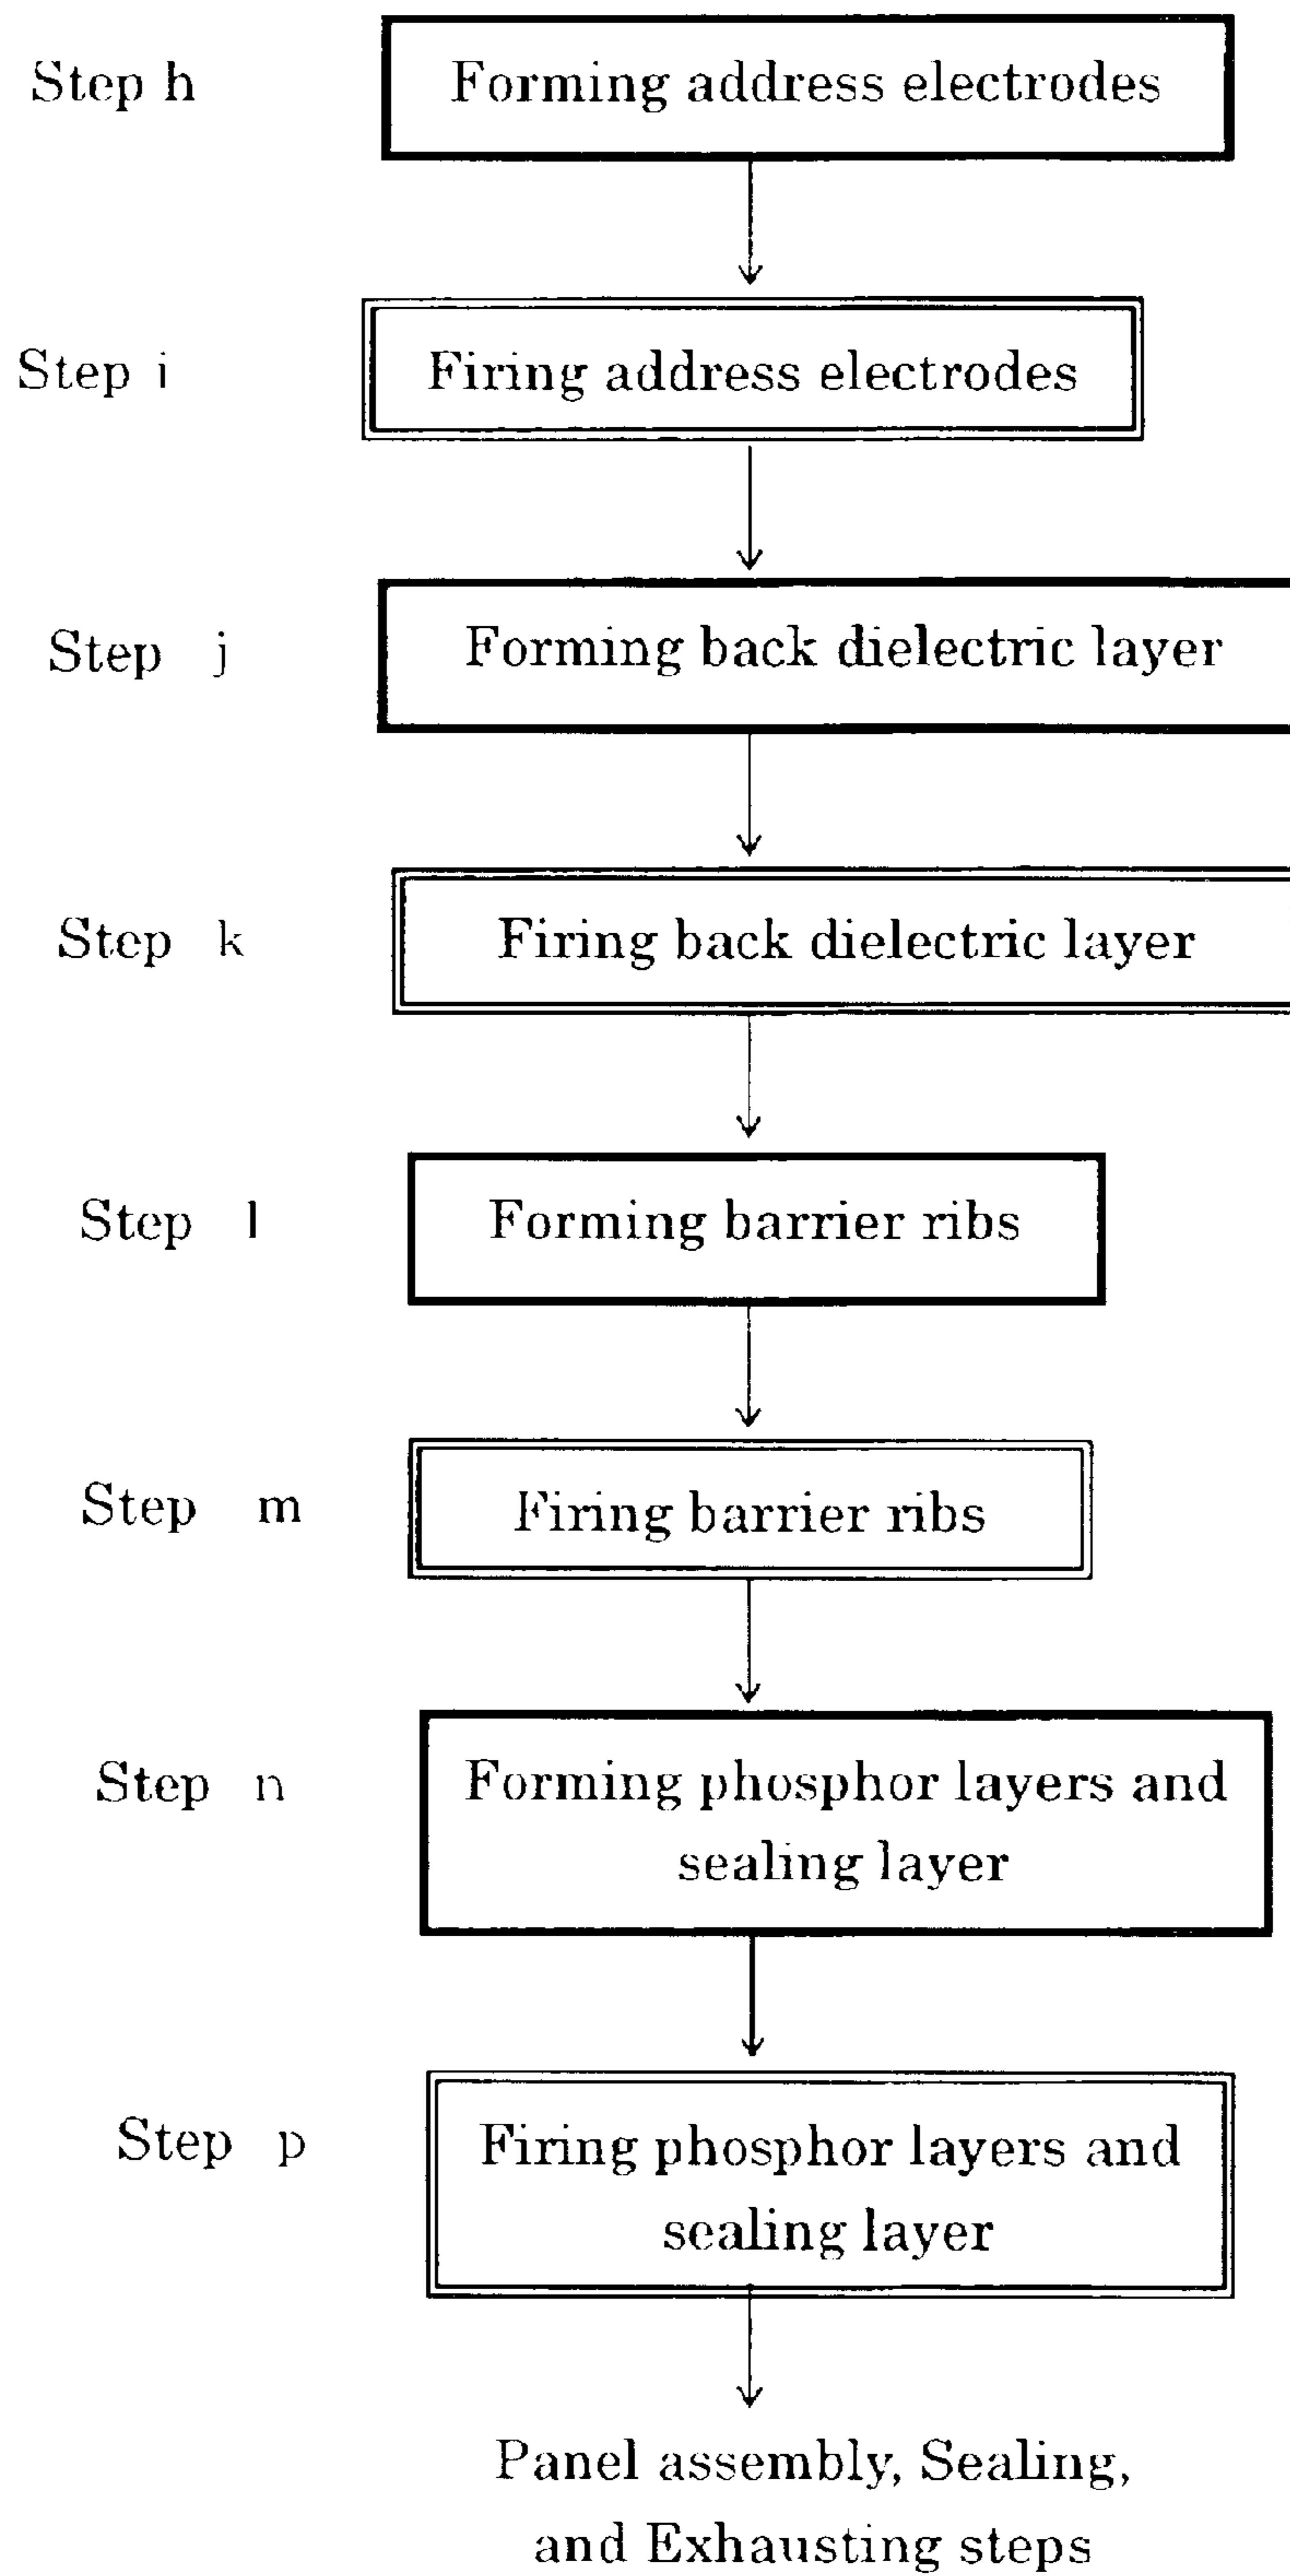 Step h
Forming address electrodes
Step i
Firing address electrodes
Step j
Forming back dielectric layer
Step k
Firing back dielectric layer
Step l
Forming barrier ribs
Step m
Firing barrier ribs
Step n
Forming phosphor layers and
sealing layer
Step p
Firing phosphor layers and
sealing layer
Panel assembly, Sealing,
and Exhausting steps